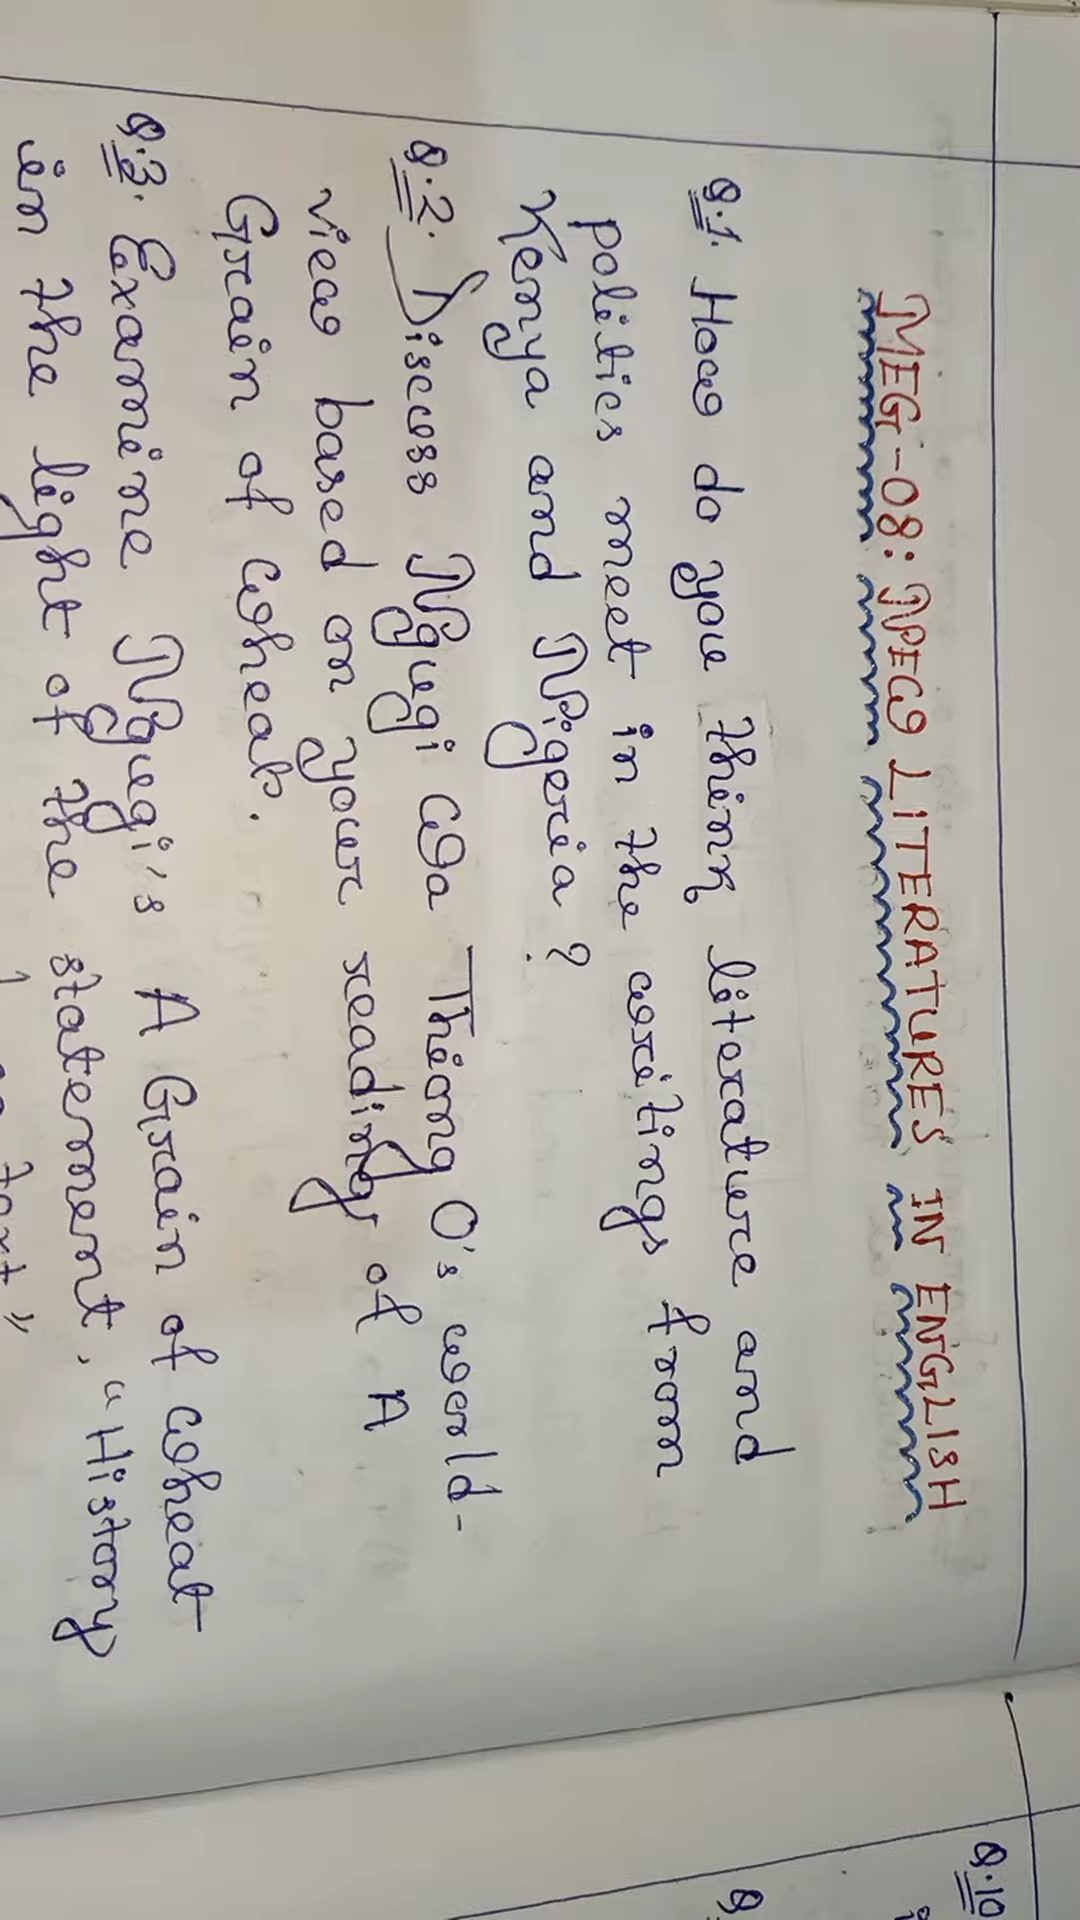 MEG-08: NEW LITERATURES IN ENGLISH
Q.1. How do you think literature and
politics meet in the writings from
Kenya and Nigeria?
Q.2. Discuss Ngugi wa Thiong O's world-
view based on your reading of A
Grain of wheat.
Q.3. Examine Ngugi's A Grain of wheat
in the light of the statement, "History
Q.10
Q.